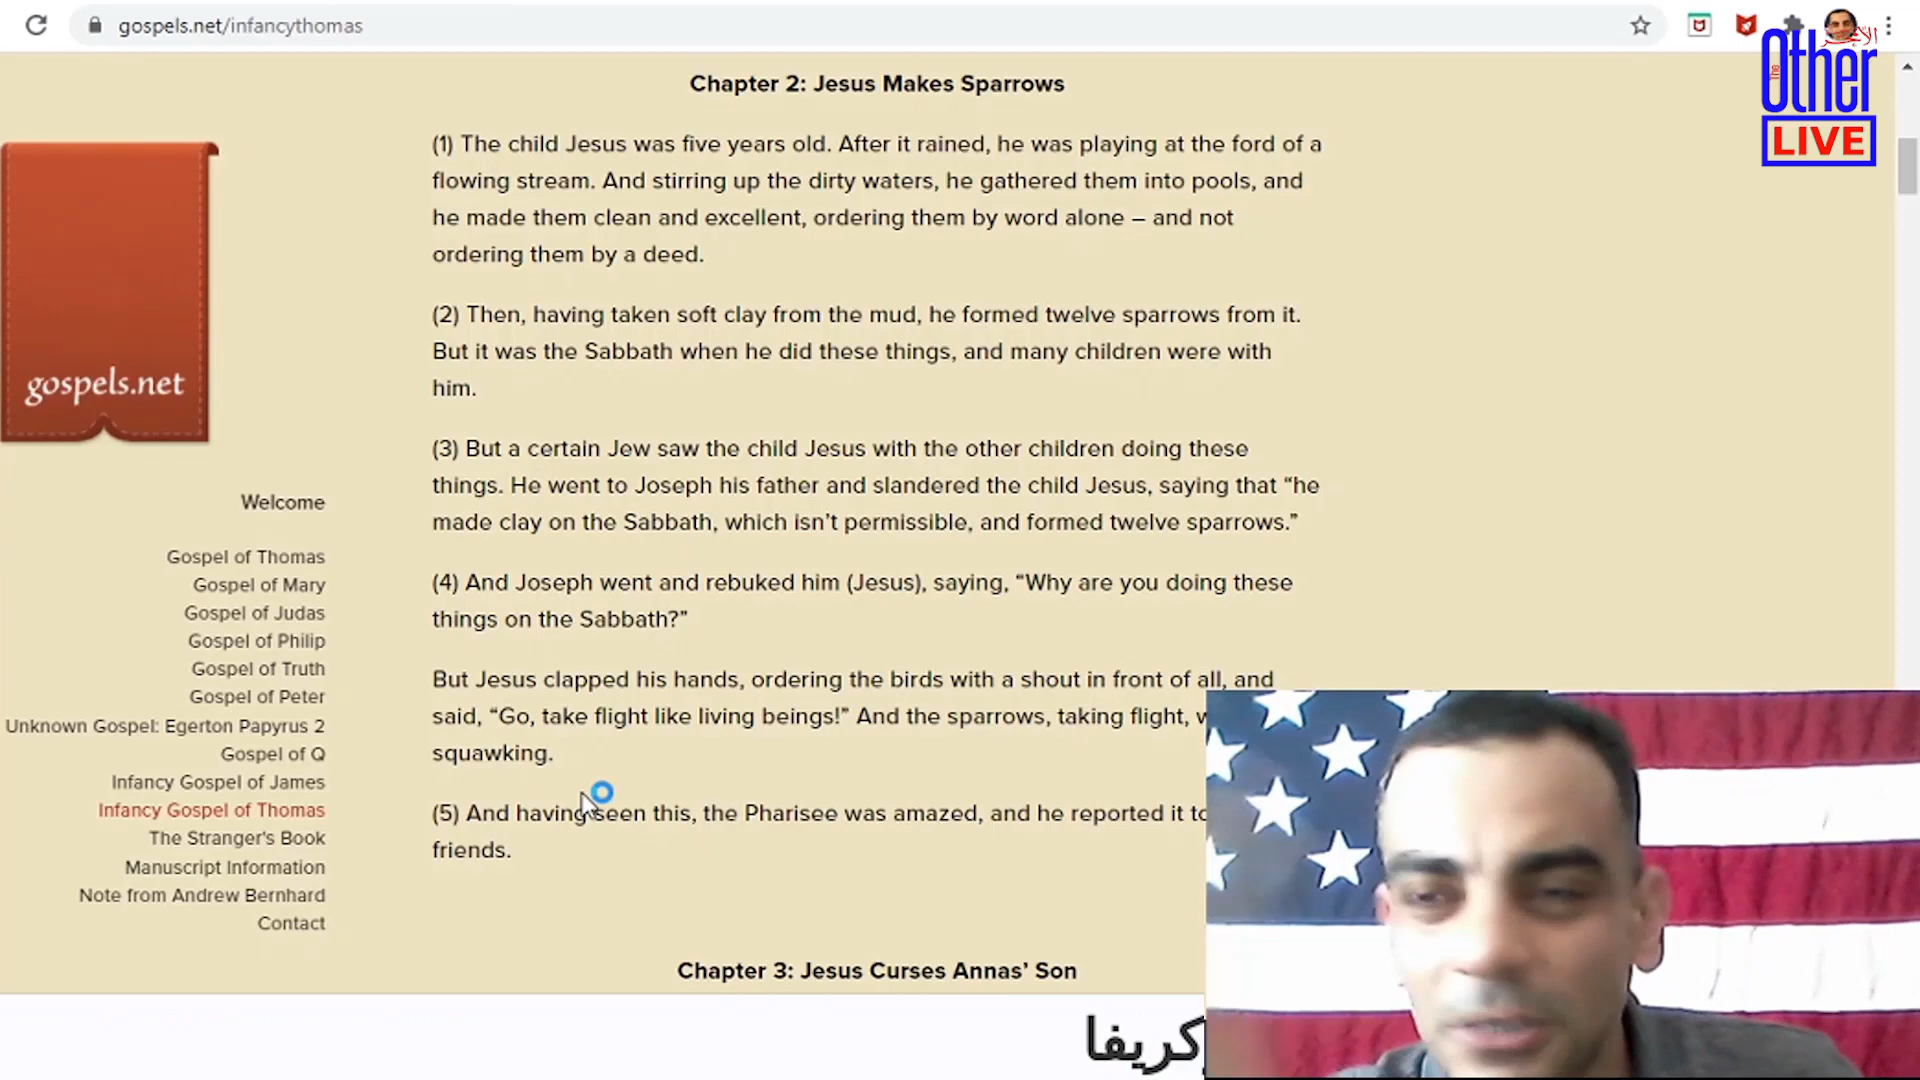 gospels.net/infancythomas
The Other
الآخر
LIVE
Chapter 2: Jesus Makes Sparrows
(1) The child Jesus was five years old. After it rained, he was playing at the ford of a
flowing stream. And stirring up the dirty waters, he gathered them into pools, and
he made them clean and excellent, ordering them by word alone – and not
ordering them by a deed.
(2) Then, having taken soft clay from the mud, he formed twelve sparrows from it.
But it was the Sabbath when he did these things, and many children were with
him.
(3) But a certain Jew saw the child Jesus with the other children doing these
things. He went to Joseph his father and slandered the child Jesus, saying that “he
made clay on the Sabbath, which isn’t permissible, and formed twelve sparrows.”
(4) And Joseph went and rebuked him (Jesus), saying, “Why are you doing these
things on the Sabbath?”
But Jesus clapped his hands, ordering the birds with a shout in front of all, and
said, “Go, take flight like living beings!” And the sparrows, taking flight,
squawking.
(5) And having seen this, the Pharisee was amazed, and he reported it to
friends.
Chapter 3: Jesus Curses Annas’ Son
gospels.net
Welcome
Gospel of Thomas
Gospel of Mary
Gospel of Judas
Gospel of Philip
Gospel of Truth
Gospel of Peter
Unknown Gospel: Egerton Papyrus 2
Gospel of Q
Infancy Gospel of James
Infancy Gospel of Thomas
The Stranger's Book
Manuscript Information
Note from Andrew Bernhard
Contact